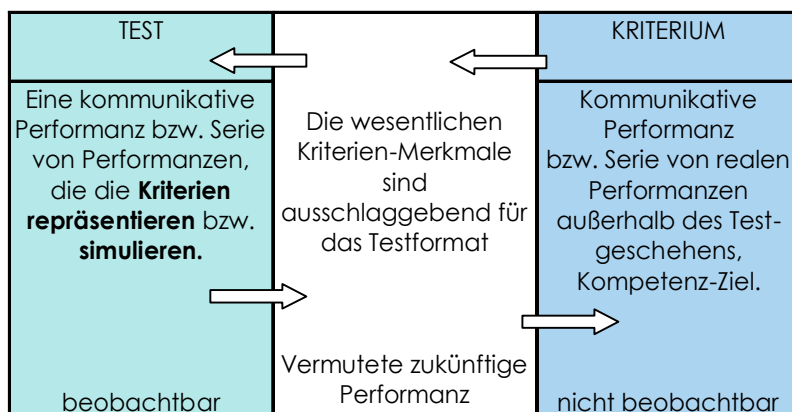 TEST
Eine kommunikative
Performanz bzw. Serie
von Performanzen,
die die Kriterien
repräsentieren bzw.
simulieren.
beobachtbar
Die wesentlichen
Kriterien-Merkmale
sind
ausschlaggebend für
das Testformat
Vermutete zukünftige
Performanz
KRITERIUM
Kommunikative
Performanz
bzw. Serie von realen
Performanzen
außerhalb des Test-
geschehens,
Kompetenz-Ziel.
nicht beobachtbar